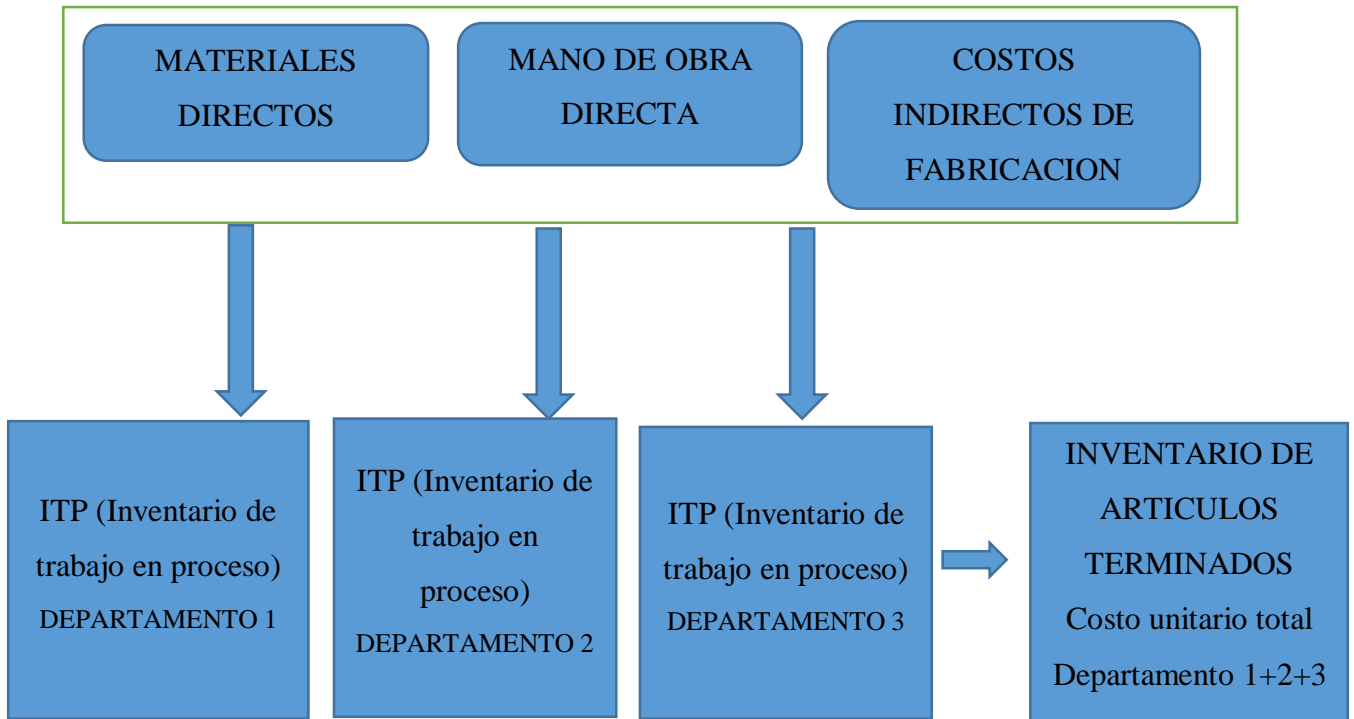 MATERIALES
DIRECTOS
MANO DE OBRA
DIRECTA
COSTOS
INDIRECTOS DE
FABRICACION
ITP (Inventario de
trabajo en proceso)
DEPARTAMENTO 1
ITP (Inventario de
trabajo en
proceso)
DEPARTAMENTO 2
ITP (Inventario de
trabajo en proceso)
DEPARTAMENTO 3
INVENTARIO DE
ARTICULOS
TERMINADOS
Costo unitario total
Departamento 1+2+3